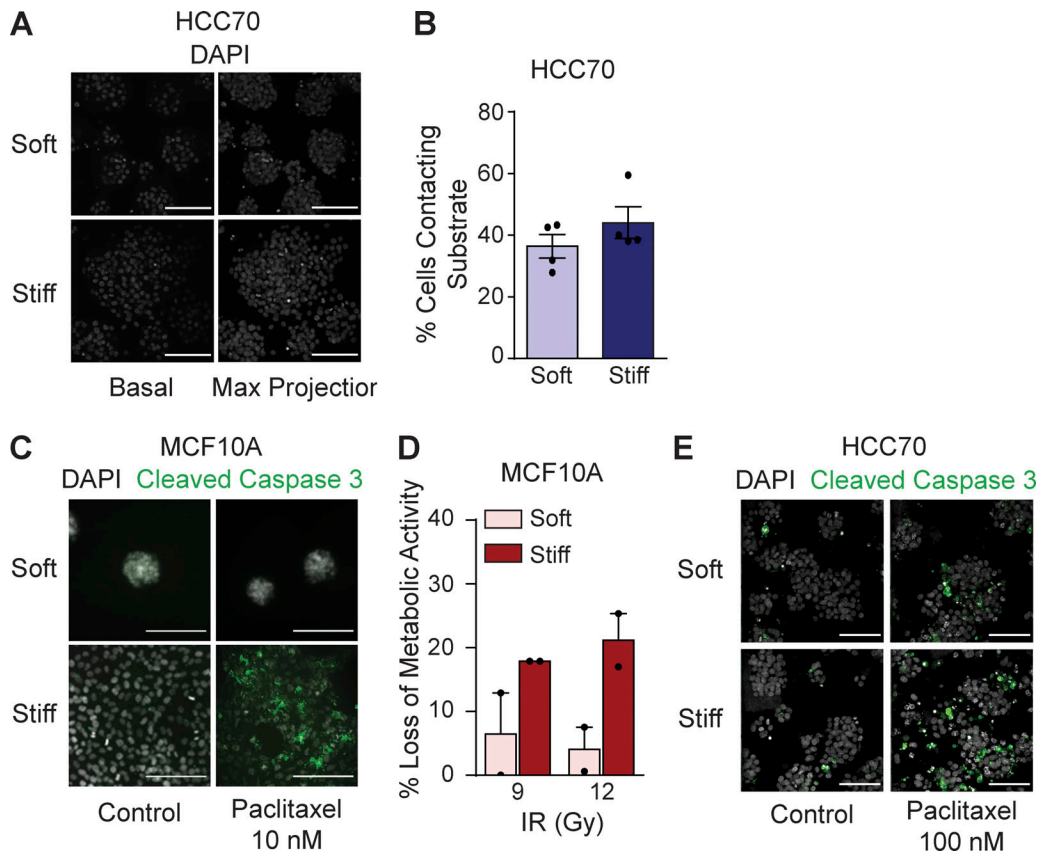 A
HCC70
DAPI
Soft
Stiff
Basal
Max Projectior
B
HCC70
% Cells Contacting
Substrate
80
60
40
20
0
Soft
Stiff
C
MCF10A
DAPI Cleaved Caspase 3
Soft
Stiff
Control
Paclitaxel
10 nM
D
MCF10A
% Loss of Metabolic Activity
40
30
20
10
0
Soft
Stiff
9
12
IR (Gy)
E
HCC70
DAPI Cleaved Caspase 3
Soft
Stiff
Control
Paclitaxel
100 nM